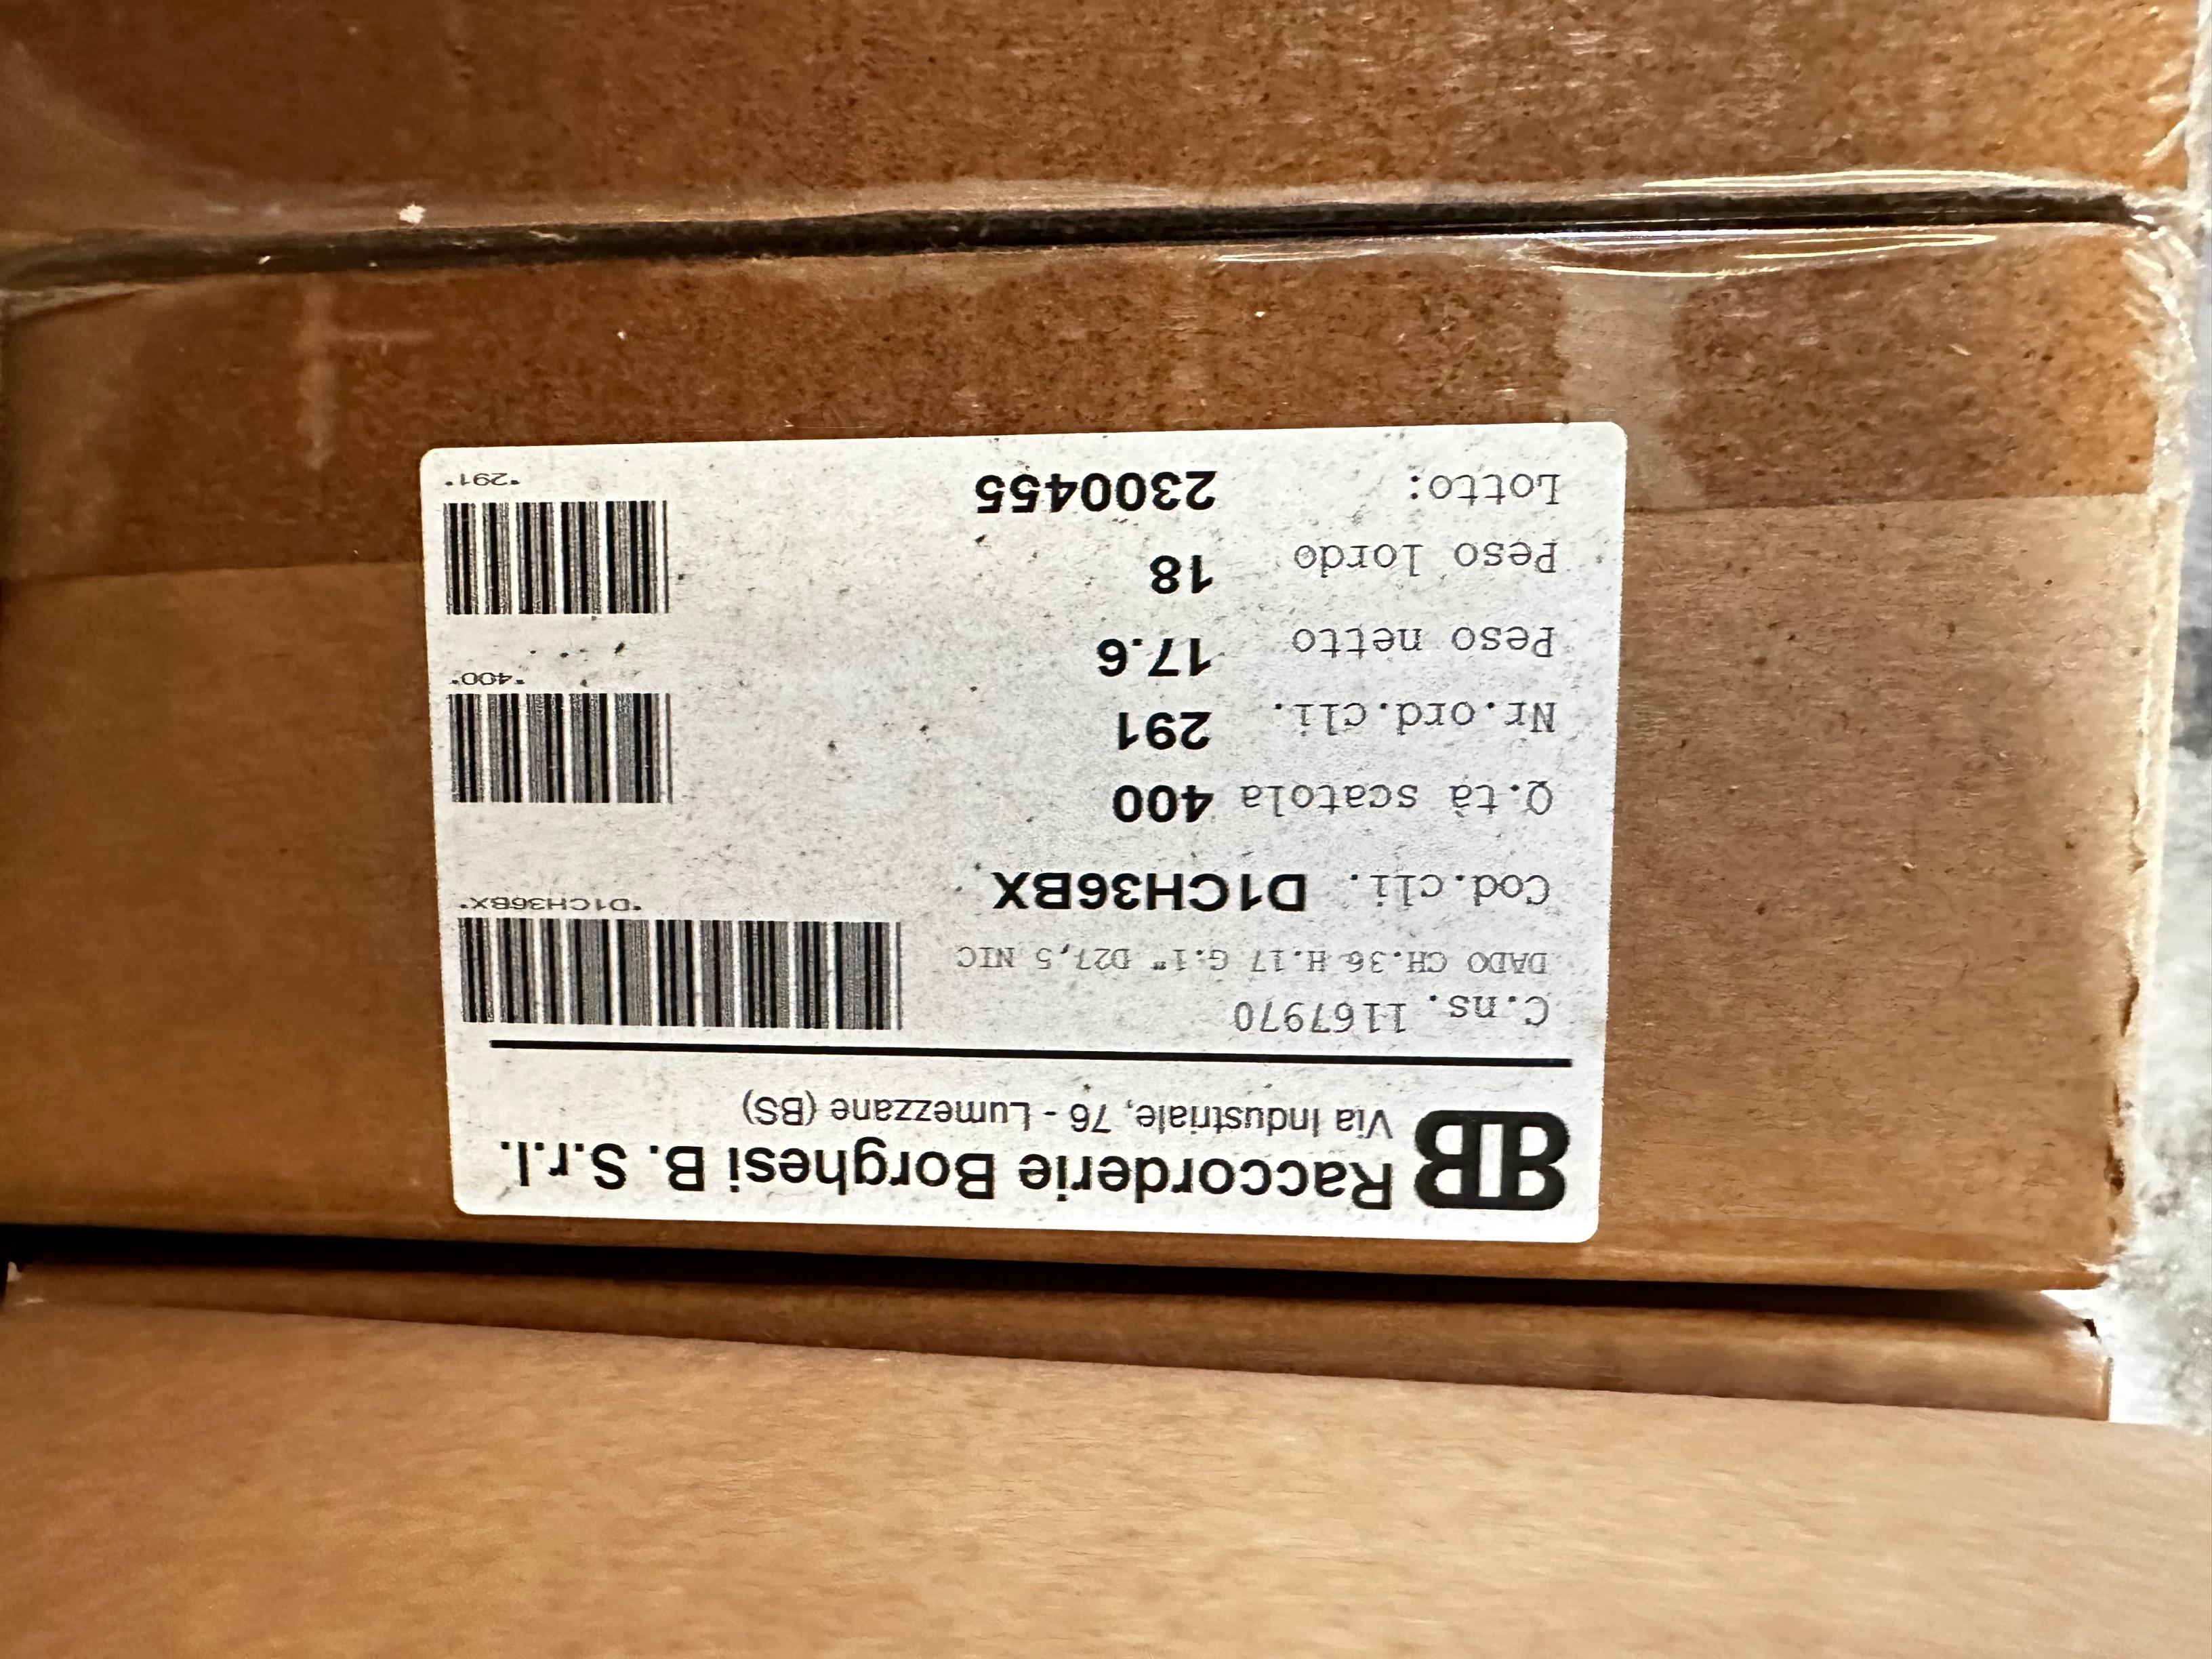 BB Raccorderie Borghesi B. S.r.l.
Via Industriale, 76 - Lumezzane (BS)
C.ns. 1167970
DADO CH.36 H.17 G.1" D27,5 NIC
*D1CH36BX*
Cod.cli. D1CH36BX
Q.tà scatola 400
*400*
Nr.ord.cli. 291
Peso netto 17.6
*291*
Peso lordo 18
Lotto: 2300455